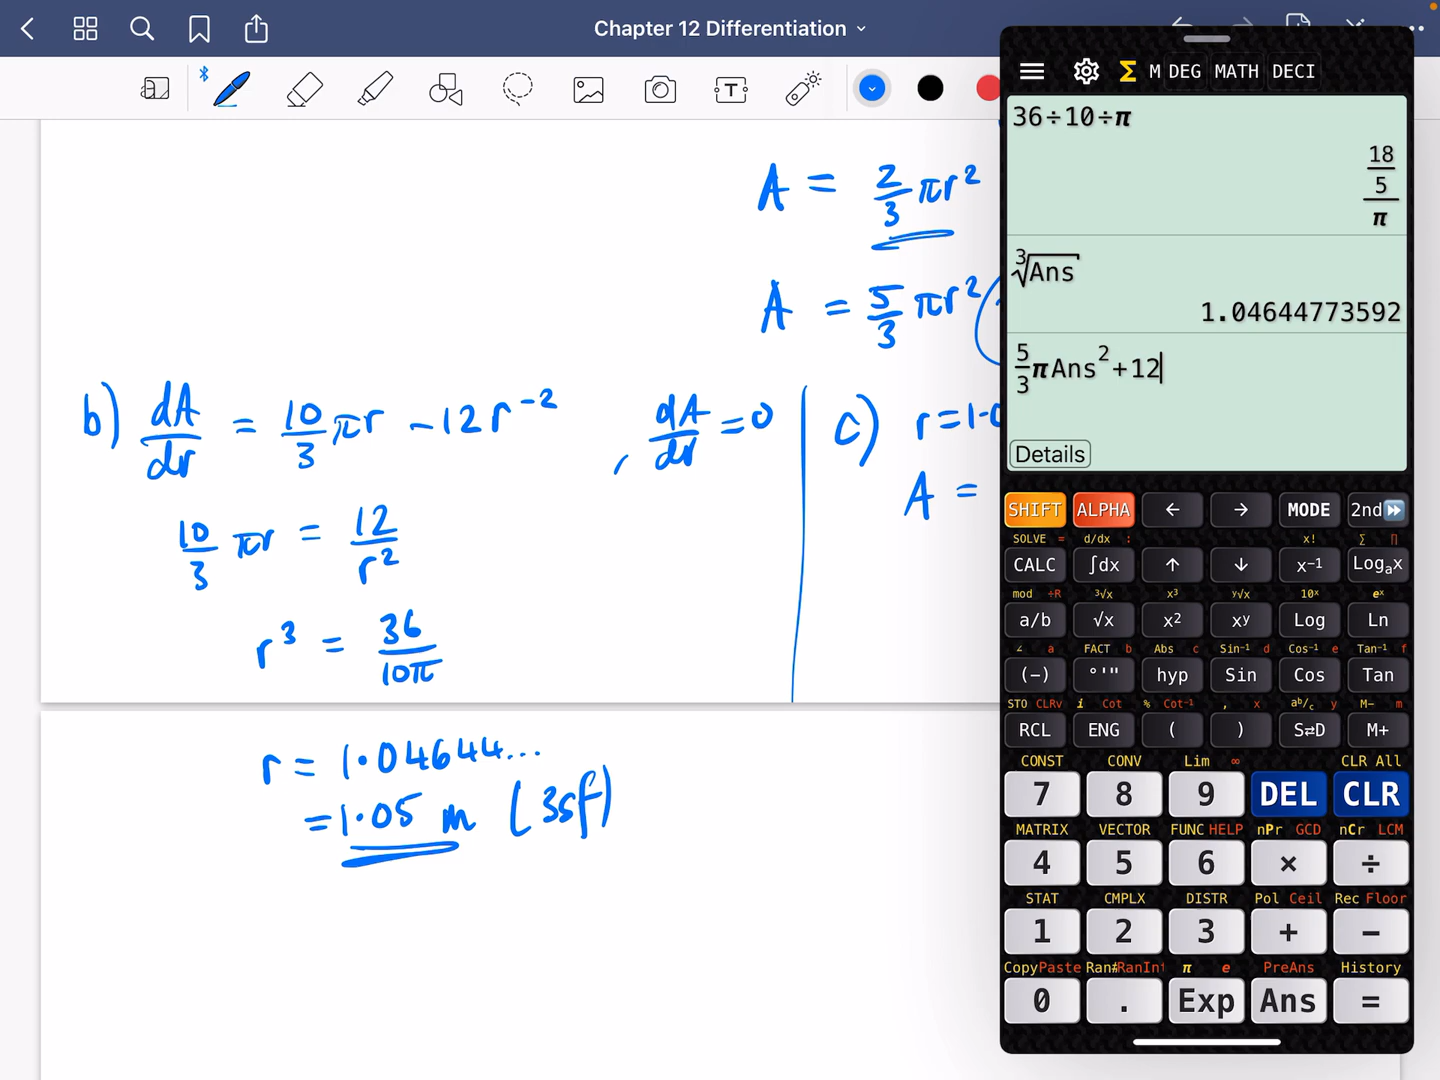 Chapter 12 Differentiation
T
M DEG MATH DECI
36÷10÷π
18
5
π
³√Ans
1.04644773592
5/3 πAns²+12
Details
A = 2/3 πr²
A = 5/3 πr² (
b) dA/dr = 10/3 πr - 12r⁻² , dA/dr = 0
10/3 πr = 12/r²
r³ = 36/10π
r = 1.04644...
= 1.05 m (3sf)
c) r = 1.0
A =
SHIFT ALPHA ← → MODE 2nd
SOLVE = d/dx : x! ∑ ∏
CALC ∫dx ↑ ↓ x⁻¹ Logₐx
mod ÷R ³√x x³ ʸ√x 10ˣ eˣ
a/b √x x² xʸ Log Ln
∠ a FACT b Abs c Sin⁻¹ d Cos⁻¹ e Tan⁻¹ f
(−) °'" hyp Sin Cos Tan
STO CLRv i Cot % Cot⁻¹ , x aᵇ/c y M− m
RCL ENG ( ) S⇄D M+
CONST CONV Lim ∞ CLR All
7 8 9 DEL CLR
MATRIX VECTOR FUNC HELP nPr GCD nCr LCM
4 5 6 × ÷
STAT CMPLX DISTR Pol Ceil Rec Floor
1 2 3 + −
Copy Paste Ran# RanInt π e PreAns History
0 . Exp Ans =